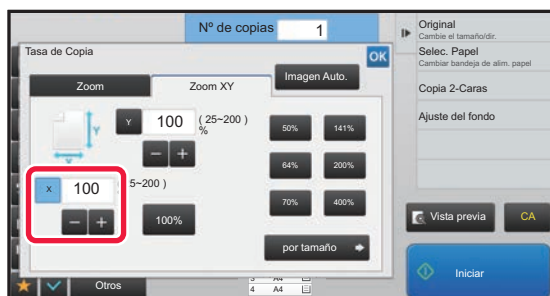 Nº de copias 1
Tasa de Copia
OK
Zoom
Zoom XY
Imagen Auto.
Y 100 ( 25~200 )
%
Y
X
− +
X 100 5~200 )
− +
100%
50% 141%
64% 200%
70% 400%
por tamaño
Otros
A4
4 A4
Original
Cambie el tamaño/dir.
Selec. Papel
Cambiar bandeja de alim. papel
Copia 2-Caras
Ajuste del fondo
Vista previa
CA
Iniciar